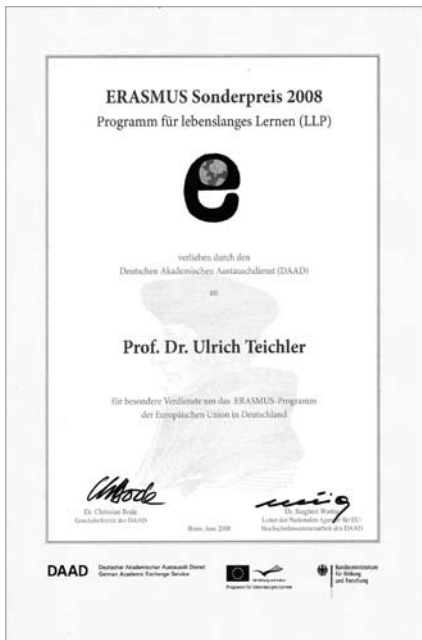 ERASMUS Sonderpreis 2008
Programm für lebenslanges Lernen (LLP)
e
verliehen durch den
Deutschen Akademischen Austauschdienst (DAAD)
an
Prof. Dr. Ulrich Teichler
für besondere Verdienste um das ERASMUS-Programm
der Europäischen Union in Deutschland
Dr. Christian Bode
Generalsekretär des DAAD
Bonn, Juni 2008
Dr. Siegbert
Leiter der Nationalen Agentur für EU-
Hochschulzusammenarbeit des DAAD
DAAD
Deutscher Akademischer Austausch Dienst
German Academic Exchange Service
Bildung und Kultur
Programm für lebenslanges Lernen
Bundesministerium
für Bildung
und Forschung